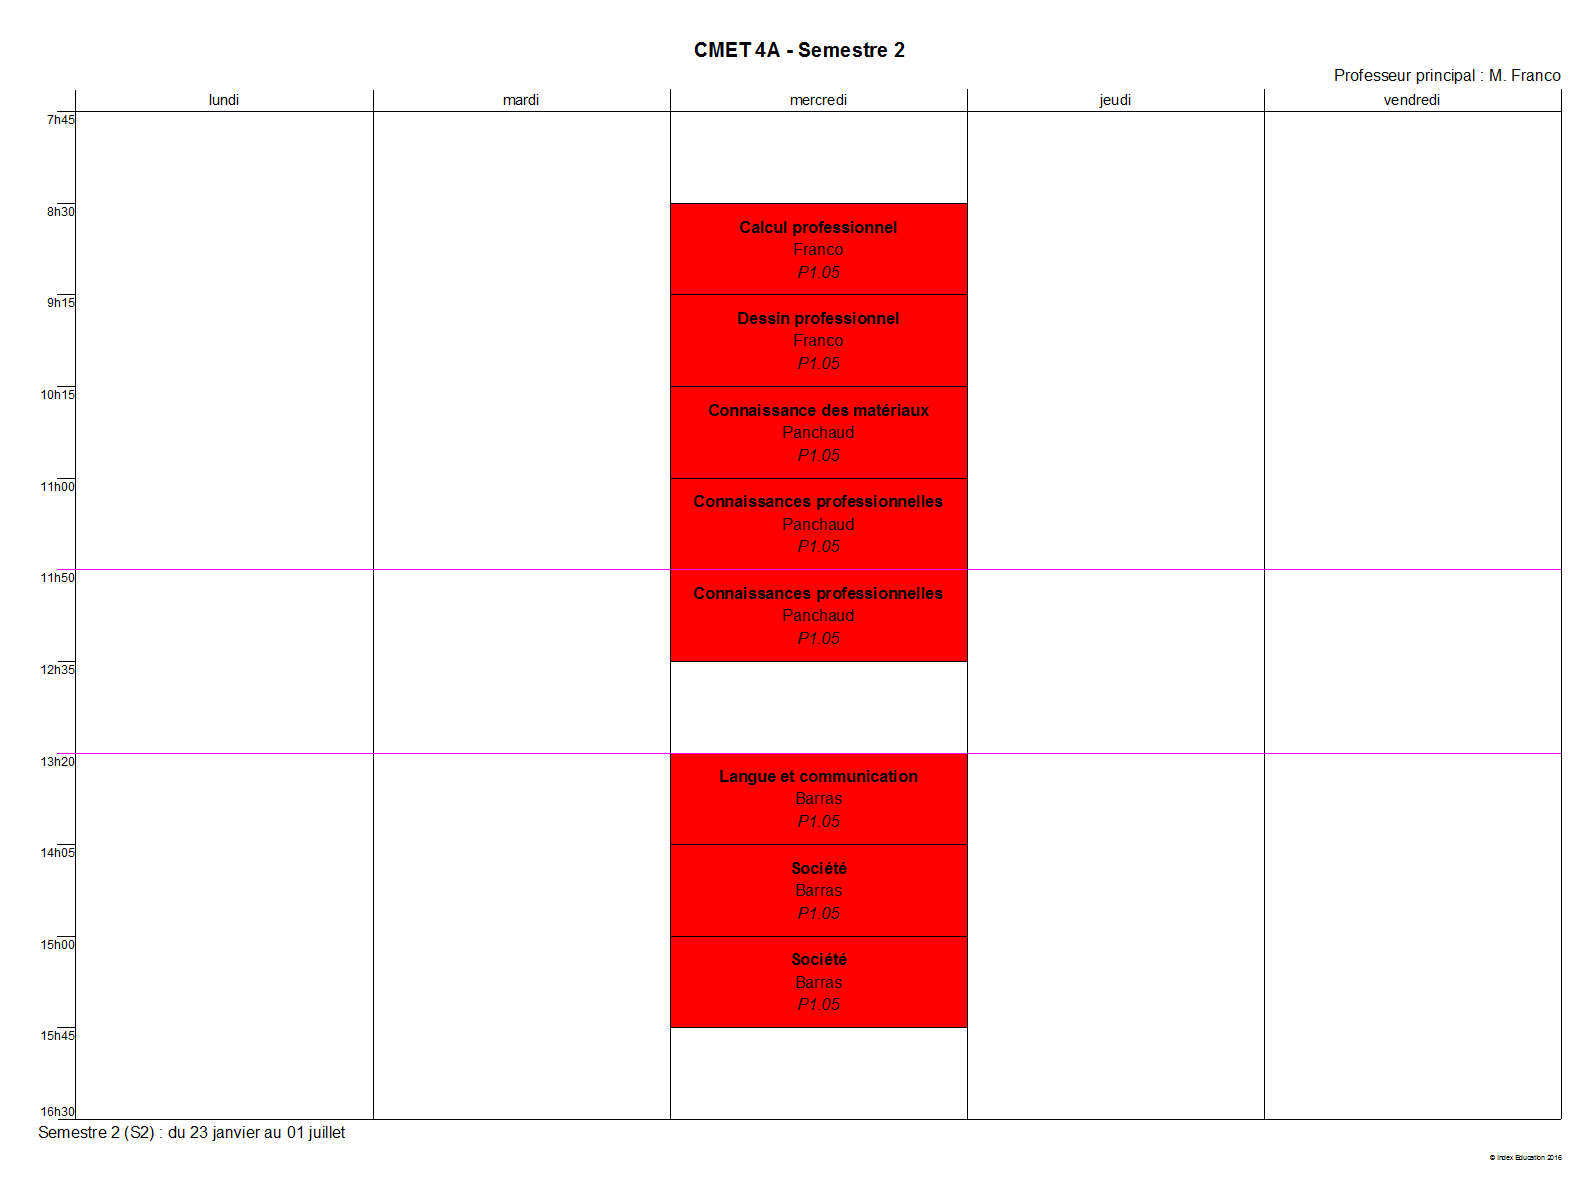 CMET 4A - Semestre 2
Professeur principal : M. Franco
lundi mardi mercredi jeudi vendredi
7h45
8h30
Calcul professionnel
Franco
P1.05
9h15
Dessin professionnel
Franco
P1.05
10h15
Connaissance des matériaux
Panchaud
P1.05
11h00
Connaissances professionnelles
Panchaud
P1.05
11h50
Connaissances professionnelles
Panchaud
P1.05
12h35
13h20
Langue et communication
Barras
P1.05
14h05
Société
Barras
P1.05
15h00
Société
Barras
P1.05
15h45
16h30
Semestre 2 (S2) : du 23 janvier au 01 juillet
© Index Education 2016